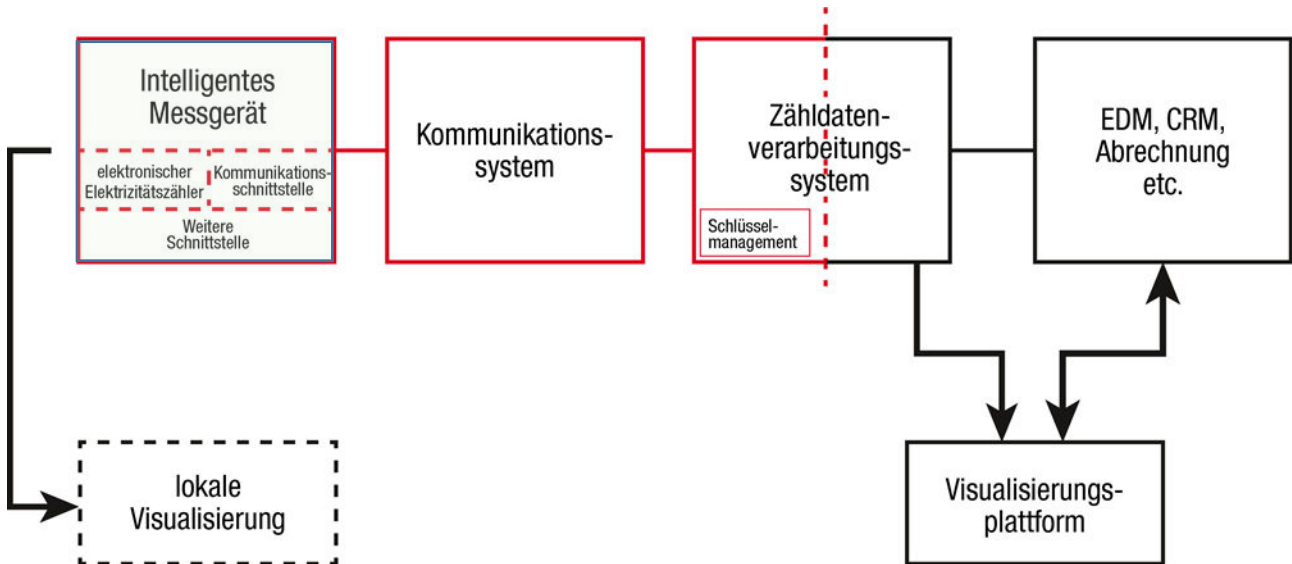 Intelligentes
Messgerät
elektronischer
Elektrizitätszähler
Kommunikations-
schnittstelle
Weitere
Schnittstelle
Kommunikations-
system
Zähldaten-
verarbeitungs-
system
Schlüssel-
management
EDM, CRM,
Abrechnung
etc.
lokale
Visualisierung
Visualisierungs-
plattform